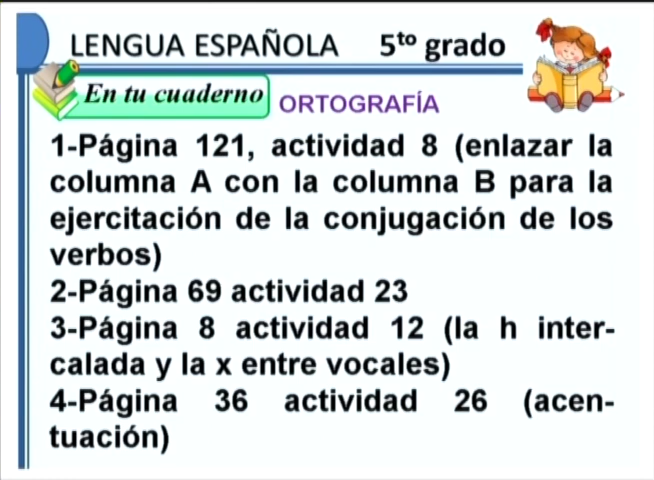 LENGUA ESPAÑOLA 5to grado
En tu cuaderno ORTOGRAFÍA
1-Página 121, actividad 8 (enlazar la
columna A con la columna B para la
ejercitación de la conjugación de los
verbos)
2-Página 69 actividad 23
3-Página 8 actividad 12 (la h inter-
calada y la x entre vocales)
4-Página 36 actividad 26 (acen-
tuación)